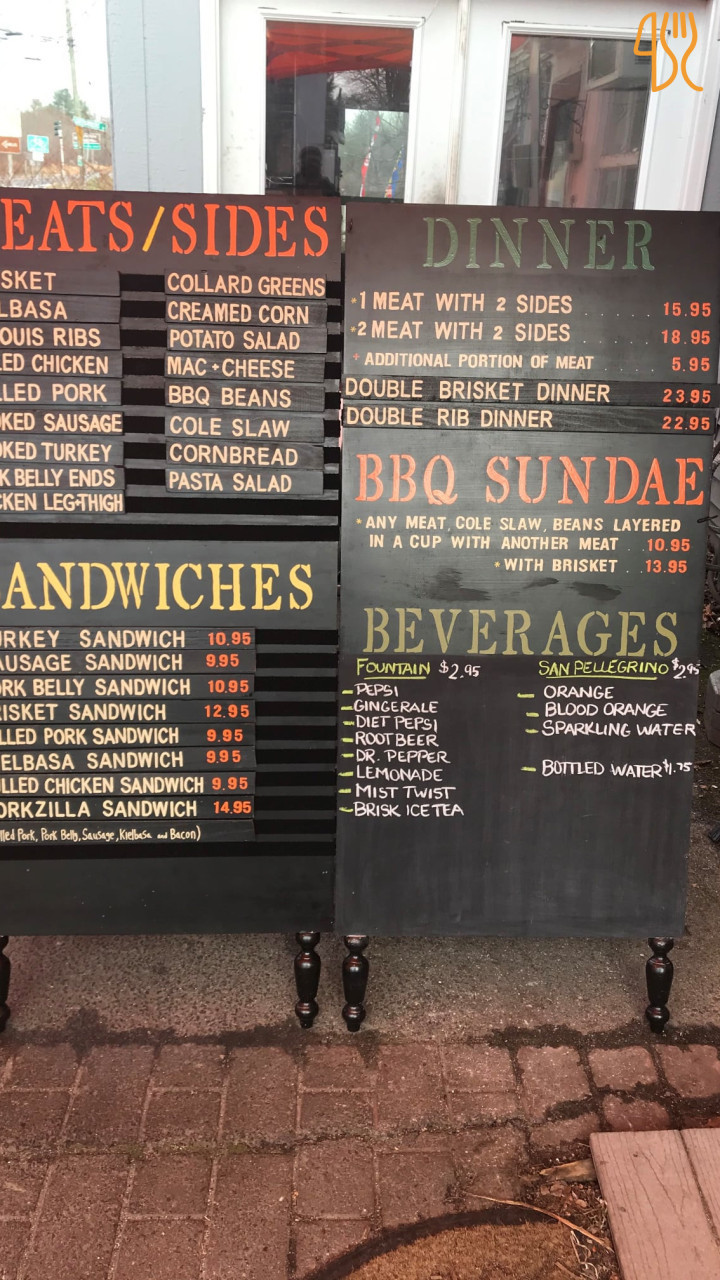 EATS/SIDES
SKET
LBASA
OUIS RIBS
ED CHICKEN
LLED PORK
OKED SAUSAGE
OKED TURKEY
K BELLY ENDS
CKEN LEG-THIGH
COLLARD GREENS
CREAMED CORN
POTATO SALAD
MAC + CHEESE
BBQ BEANS
COLE SLAW
CORNBREAD
PASTA SALAD
ANDWICHES
URKEY SANDWICH 10.95
AUSAGE SANDWICH 9.95
ORK BELLY SANDWICH 10.95
RISKET SANDWICH 12.95
LLED PORK SANDWICH 9.95
IELBASA SANDWICH 9.95
ULLED CHICKEN SANDWICH 9.95
ORKZILLA SANDWICH 14.95
lled Pork, Pork Belly, Sausage, Kielbasa and Bacon)
DINNER
*1 MEAT WITH 2 SIDES . . . . . 15.95
*2 MEAT WITH 2 SIDES . . . . . 18.95
+ ADDITIONAL PORTION OF MEAT . . . . . 5.95
DOUBLE BRISKET DINNER 23.95
DOUBLE RIB DINNER 22.95
BBQ SUNDAE
*ANY MEAT, COLE SLAW, BEANS LAYERED
IN A CUP WITH ANOTHER MEAT . . 10.95
*WITH BRISKET . . 13.95
BEVERAGES
FOUNTAIN $2.95
PEPSI
GINGERALE
DIET PEPSI
ROOT BEER
DR. PEPPER
LEMONADE
MIST TWIST
BRISK ICE TEA
SAN PELLEGRINO $2.95
ORANGE
BLOOD ORANGE
SPARKLING WATER
BOTTLED WATER $1.75